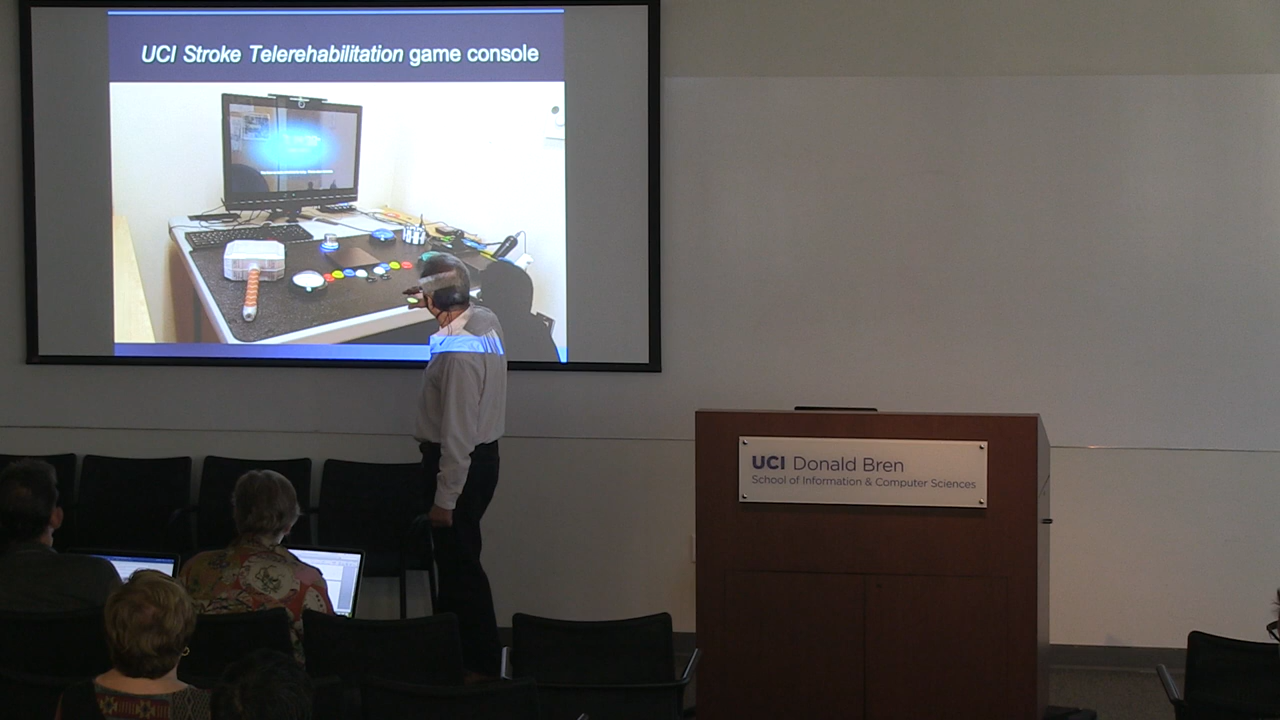 UCI Stroke Telerehabilitation game console
UCI Donald Bren
School of Information & Computer Sciences